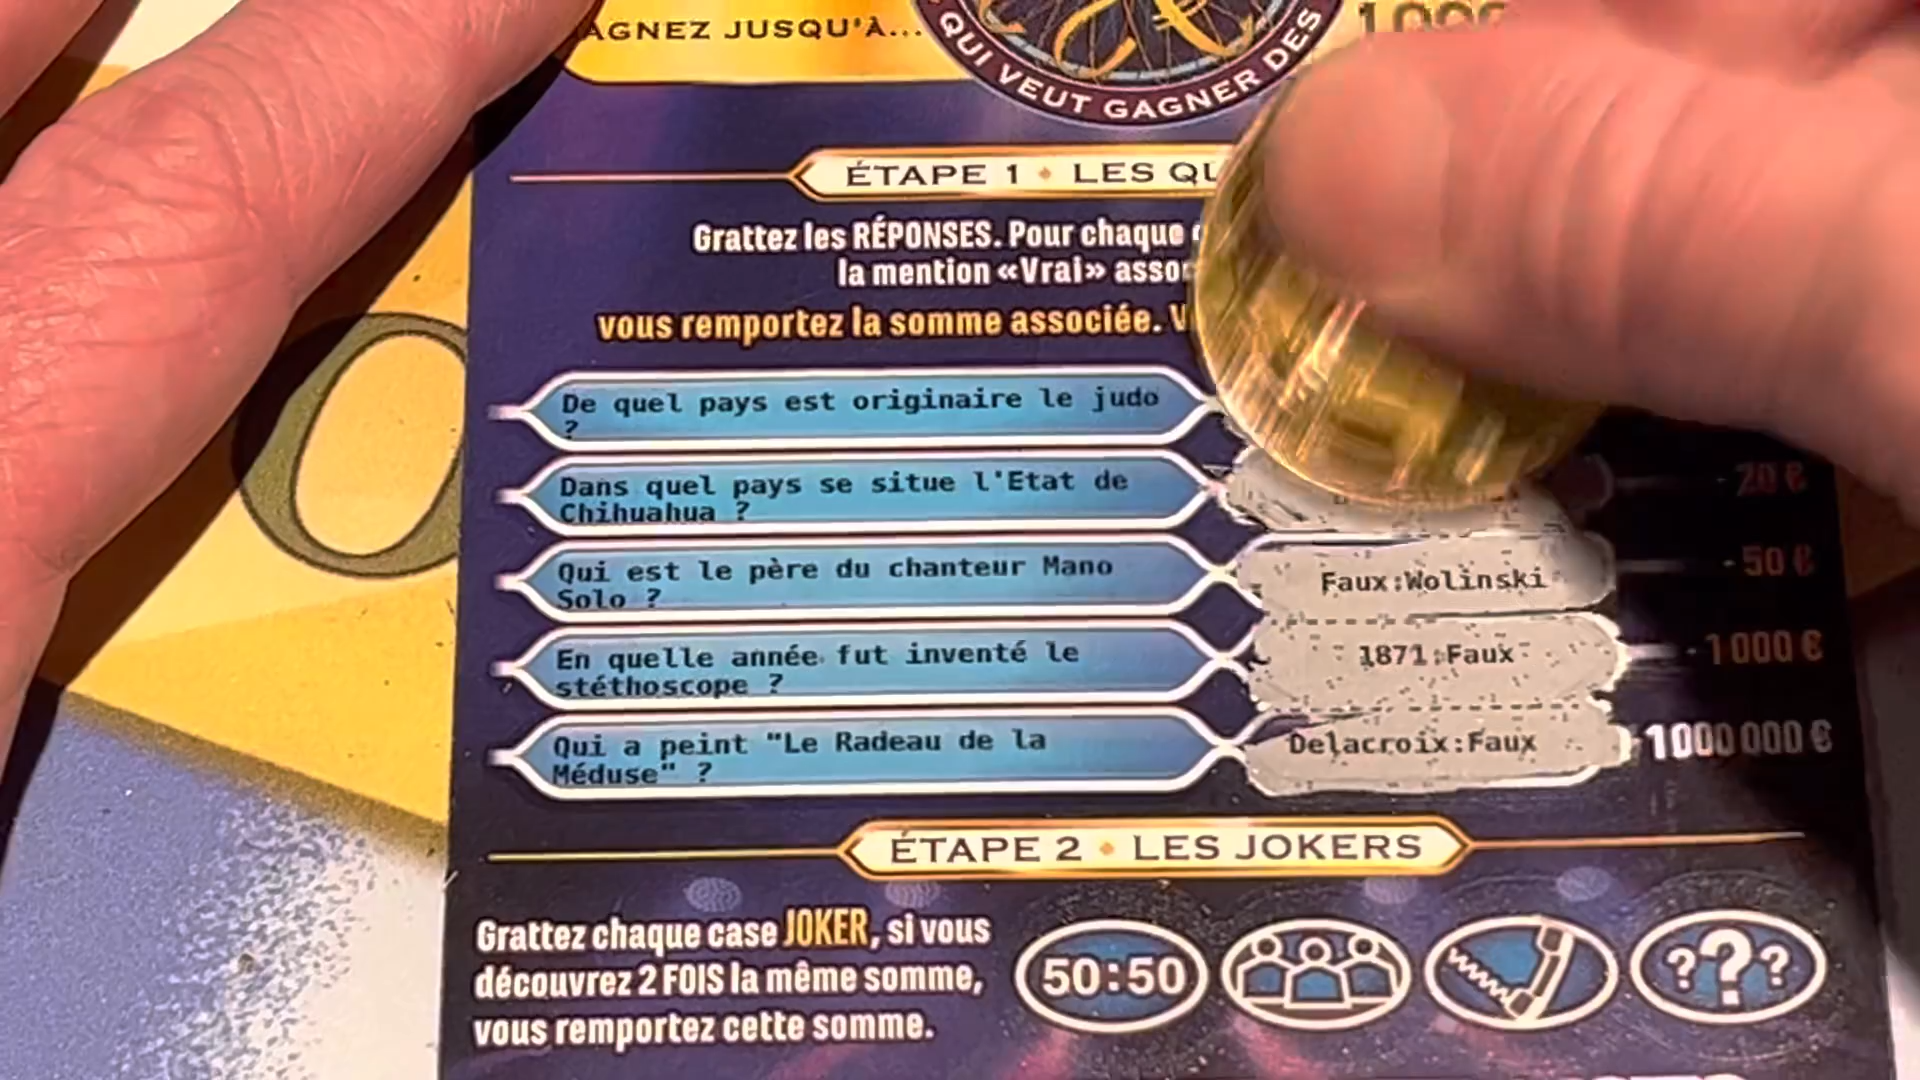 AGNEZ JUSQU'À...
QUI VEUT GAGNER DES
ÉTAPE 1 • LES QU
Grattez les RÉPONSES. Pour chaque
la mention «Vrai» assoc
vous remportez la somme associée. V
De quel pays est originaire le judo
?
Dans quel pays se situe l'Etat de
Chihuahua ?
20 €
Qui est le père du chanteur Mano
Solo ?
Faux:Wolinski
50 €
En quelle année fut inventé le
stéthoscope ?
1871:Faux
1 000 €
Qui a peint "Le Radeau de la
Méduse" ?
Delacroix:Faux
1 000 000 €
ÉTAPE 2 • LES JOKERS
Grattez chaque case JOKER, si vous
découvrez 2 FOIS la même somme,
vous remportez cette somme.
50:50
???